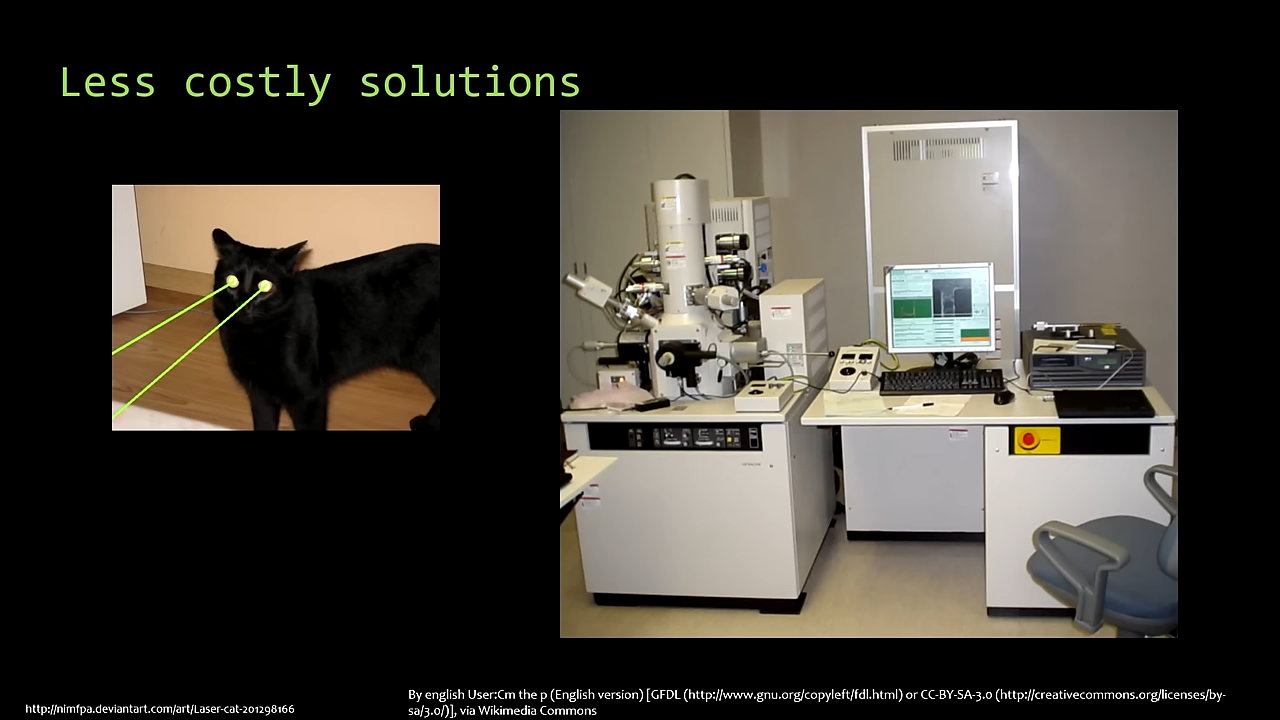 Less costly solutions
HITACHI
By english User:Cm the p (English version) [GFDL (http://www.gnu.org/copyleft/fdl.html) or CC-BY-SA-3.0 (http://creativecommons.org/licenses/by-
sa/3.0/)], via Wikimedia Commons
http://nimfpa.deviantart.com/art/Laser-cat-201298166